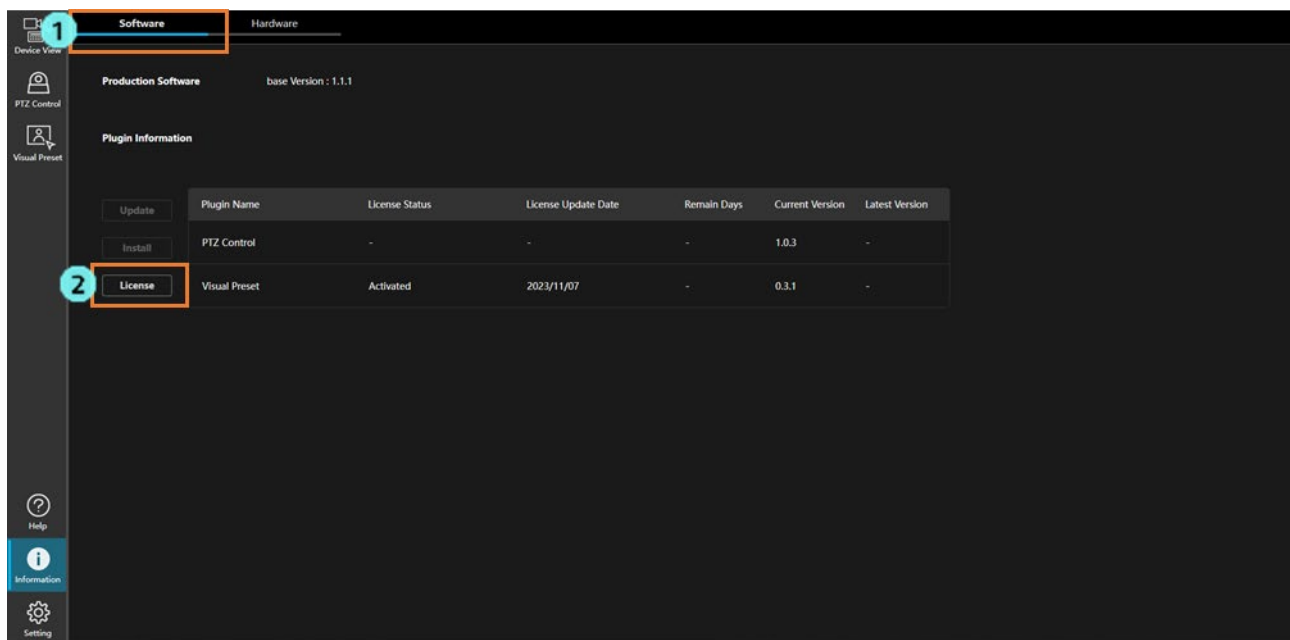 1
Software
Hardware
Device View
PTZ Control
Visual Preset
Production Software
base Version : 1.1.1
Plugin Information
Update
Install
2
License
Plugin Name License Status License Update Date Remain Days Current Version Latest Version
PTZ Control - - - 1.0.3 -
Visual Preset Activated 2023/11/07 - 0.3.1 -
Help
Information
Setting